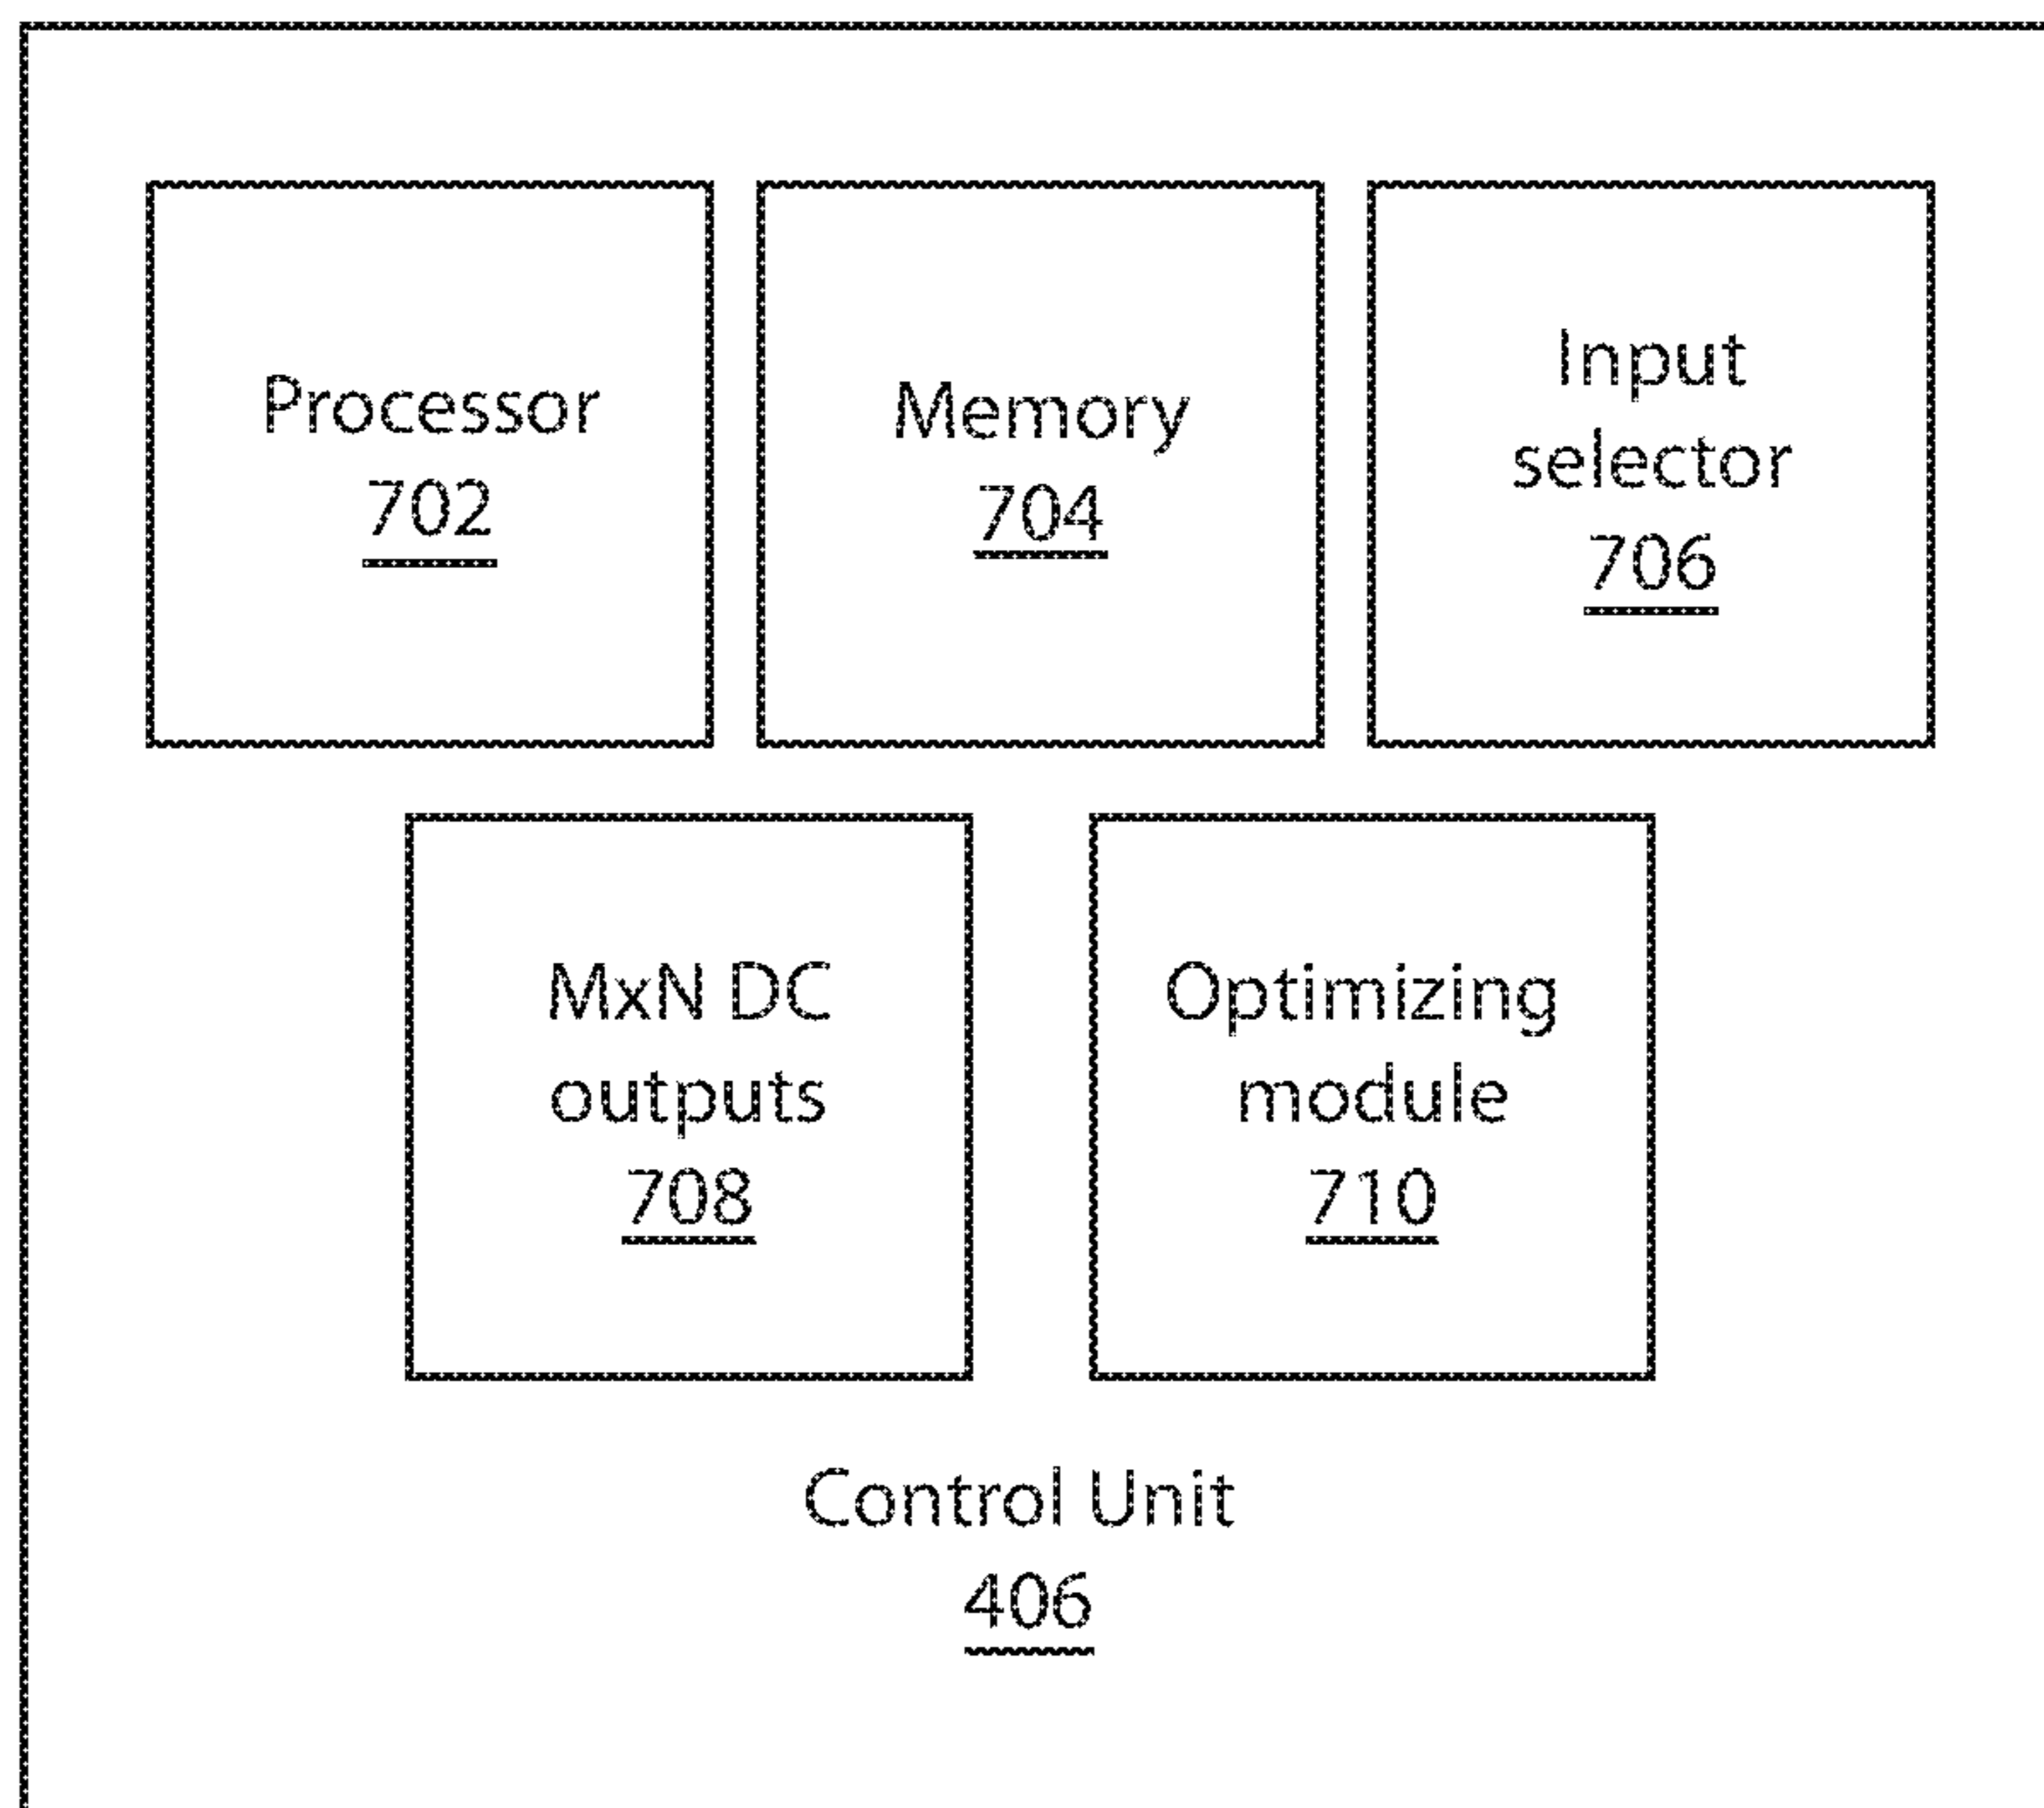 Processor
702
Memory
704
Input
selector
706
MxN DC
outputs
708
Optimizing
module
710
Control Unit
406